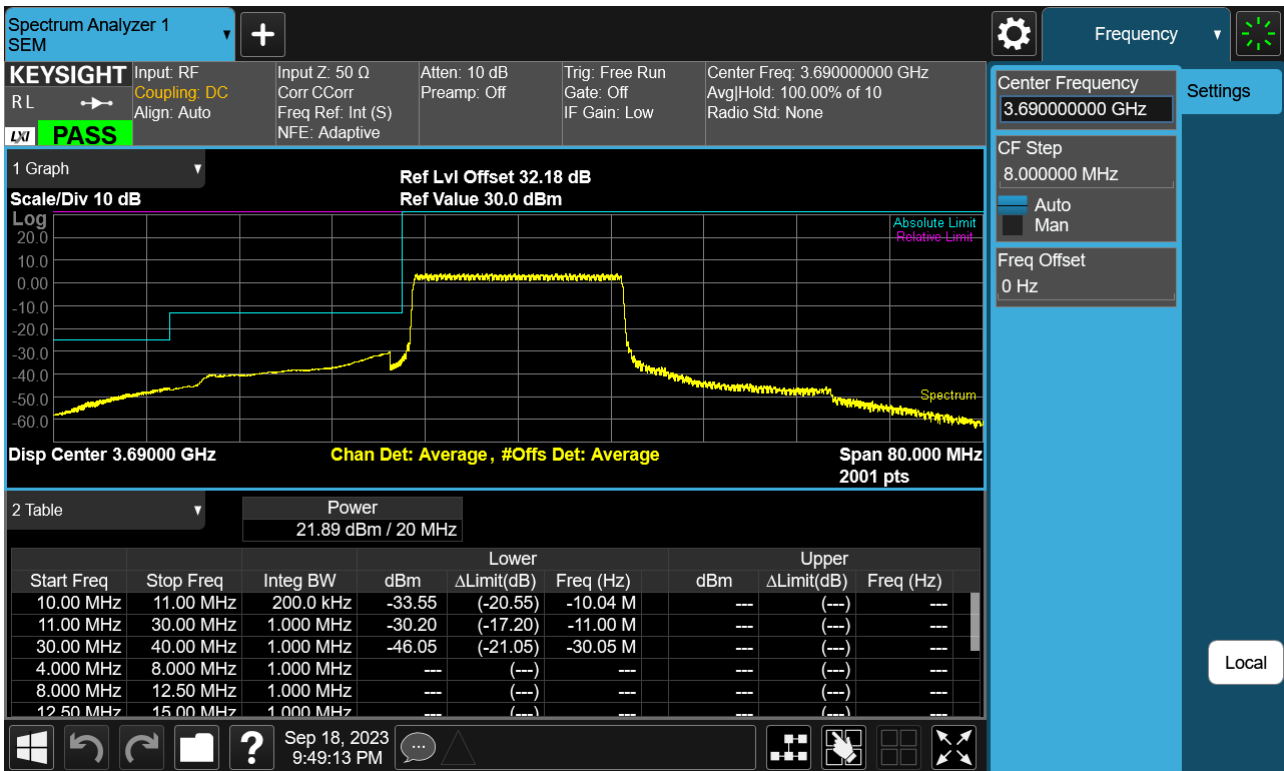 Spectrum Analyzer 1
SEM
Frequency
KEYSIGHT
R L
LXI
PASS
Input: RF
Coupling: DC
Align: Auto
Input Z: 50 Ω
Corr CCorr
Freq Ref: Int (S)
NFE: Adaptive
Atten: 10 dB
Preamp: Off
Trig: Free Run
Gate: Off
IF Gain: Low
Center Freq: 3.690000000 GHz
Avg|Hold: 100.00% of 10
Radio Std: None
Center Frequency
3.690000000 GHz
Settings
CF Step
8.000000 MHz
Auto
Man
Freq Offset
0 Hz
1 Graph
Scale/Div 10 dB
Ref Lvl Offset 32.18 dB
Ref Value 30.0 dBm
Log
Absolute Limit
Relative Limit
20.0
10.0
0.00
-10.0
-20.0
-30.0
-40.0
-50.0
-60.0
Spectrum
Disp Center 3.69000 GHz
Chan Det: Average, #Offs Det: Average
Span 80.000 MHz
2001 pts
2 Table
Power
21.89 dBm / 20 MHz
Lower Upper
Start Freq Stop Freq Integ BW dBm ΔLimit(dB) Freq (Hz) dBm ΔLimit(dB) Freq (Hz)
10.00 MHz 11.00 MHz 200.0 kHz -33.55 (-20.55) -10.04 M --- (---) ---
11.00 MHz 30.00 MHz 1.000 MHz -30.20 (-17.20) -11.00 M --- (---) ---
30.00 MHz 40.00 MHz 1.000 MHz -46.05 (-21.05) -30.05 M --- (---) ---
4.000 MHz 8.000 MHz 1.000 MHz --- (---) --- --- (---) ---
8.000 MHz 12.50 MHz 1.000 MHz --- (---) --- --- (---) ---
12.50 MHz 15.00 MHz 1.000 MHz --- (---) --- --- (---) ---
Local
?
Sep 18, 2023
9:49:13 PM